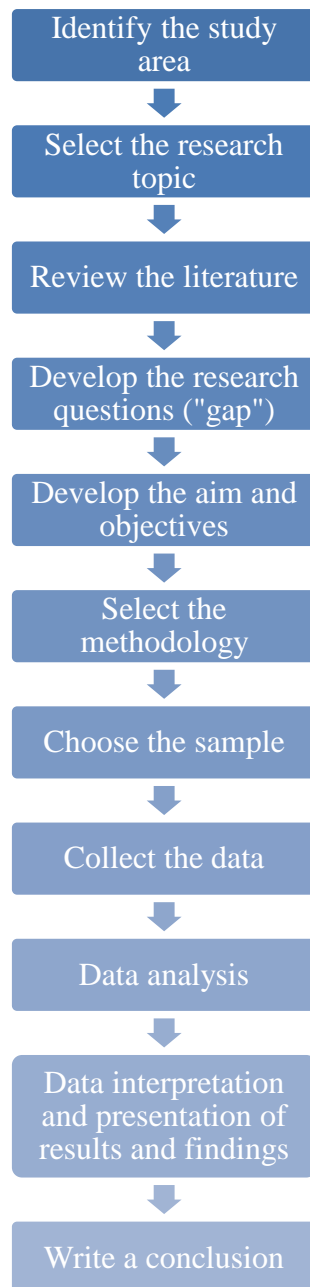 Identify the study
area
Select the research
topic
Review the literature
Develop the research
questions ("gap")
Develop the aim and
objectives
Select the
methodology
Choose the sample
Collect the data
Data analysis
Data interpretation
and presentation of
results and findings
Write a conclusion